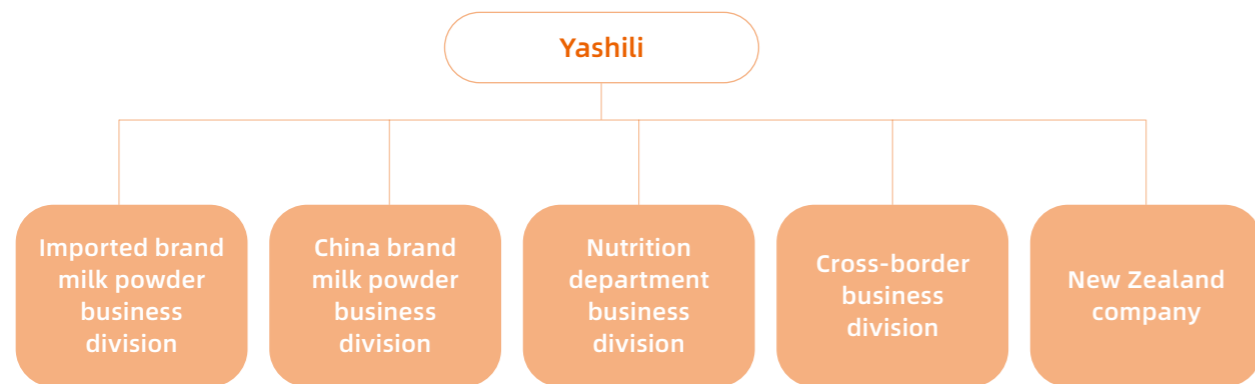 Yashili
Imported brand
milk powder
business
division
China brand
milk powder
business
division
Nutrition
department
business
division
Cross-border
business
division
New Zealand
company